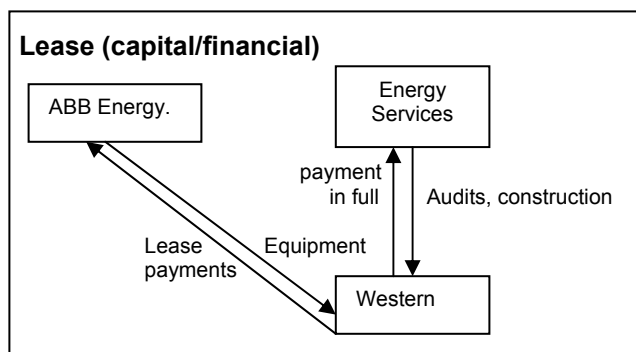 Lease (capital/financial)
ABB Energy.
Energy
Services
payment
in full
Audits, construction
Lease
payments
Equipment
Western